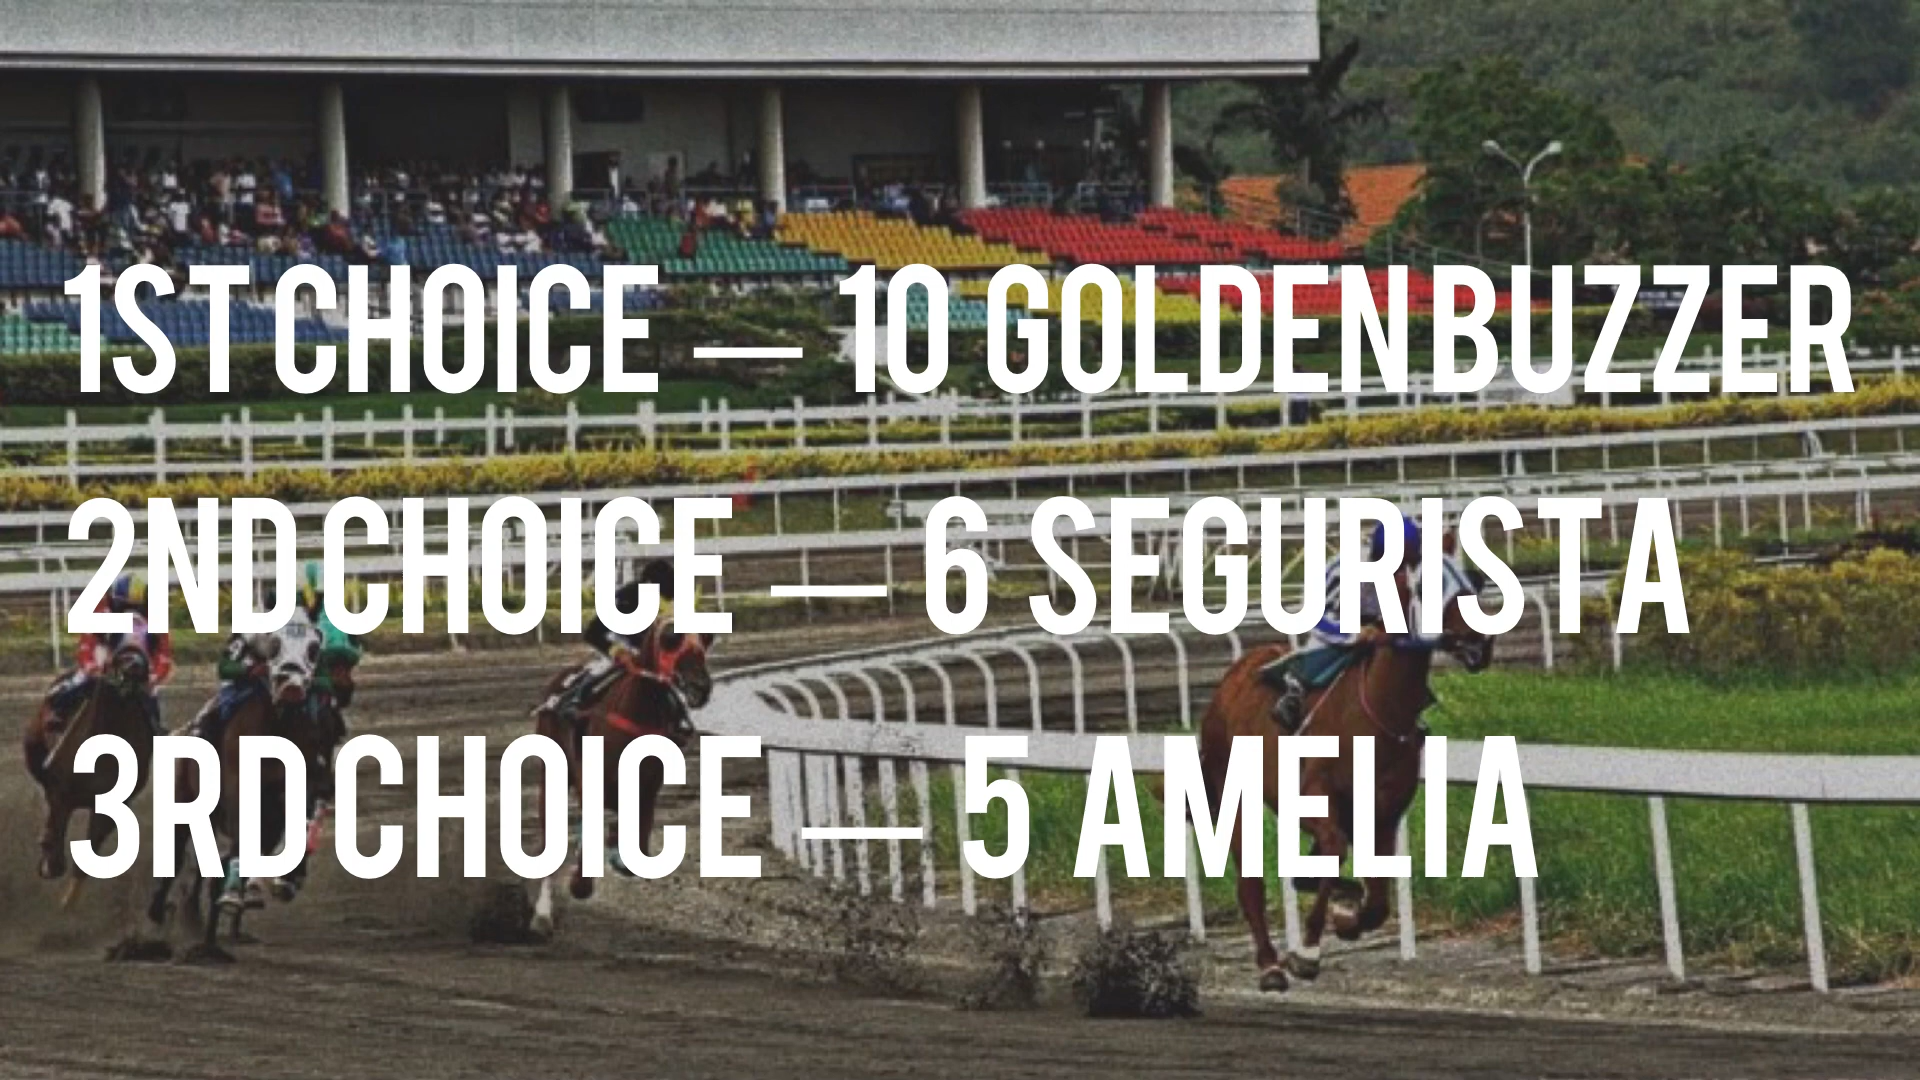 1ST CHOICE — 10 GOLDEN BUZZER
2ND CHOICE — 6 SEGURISTA
3RD CHOICE — 5 AMELIA